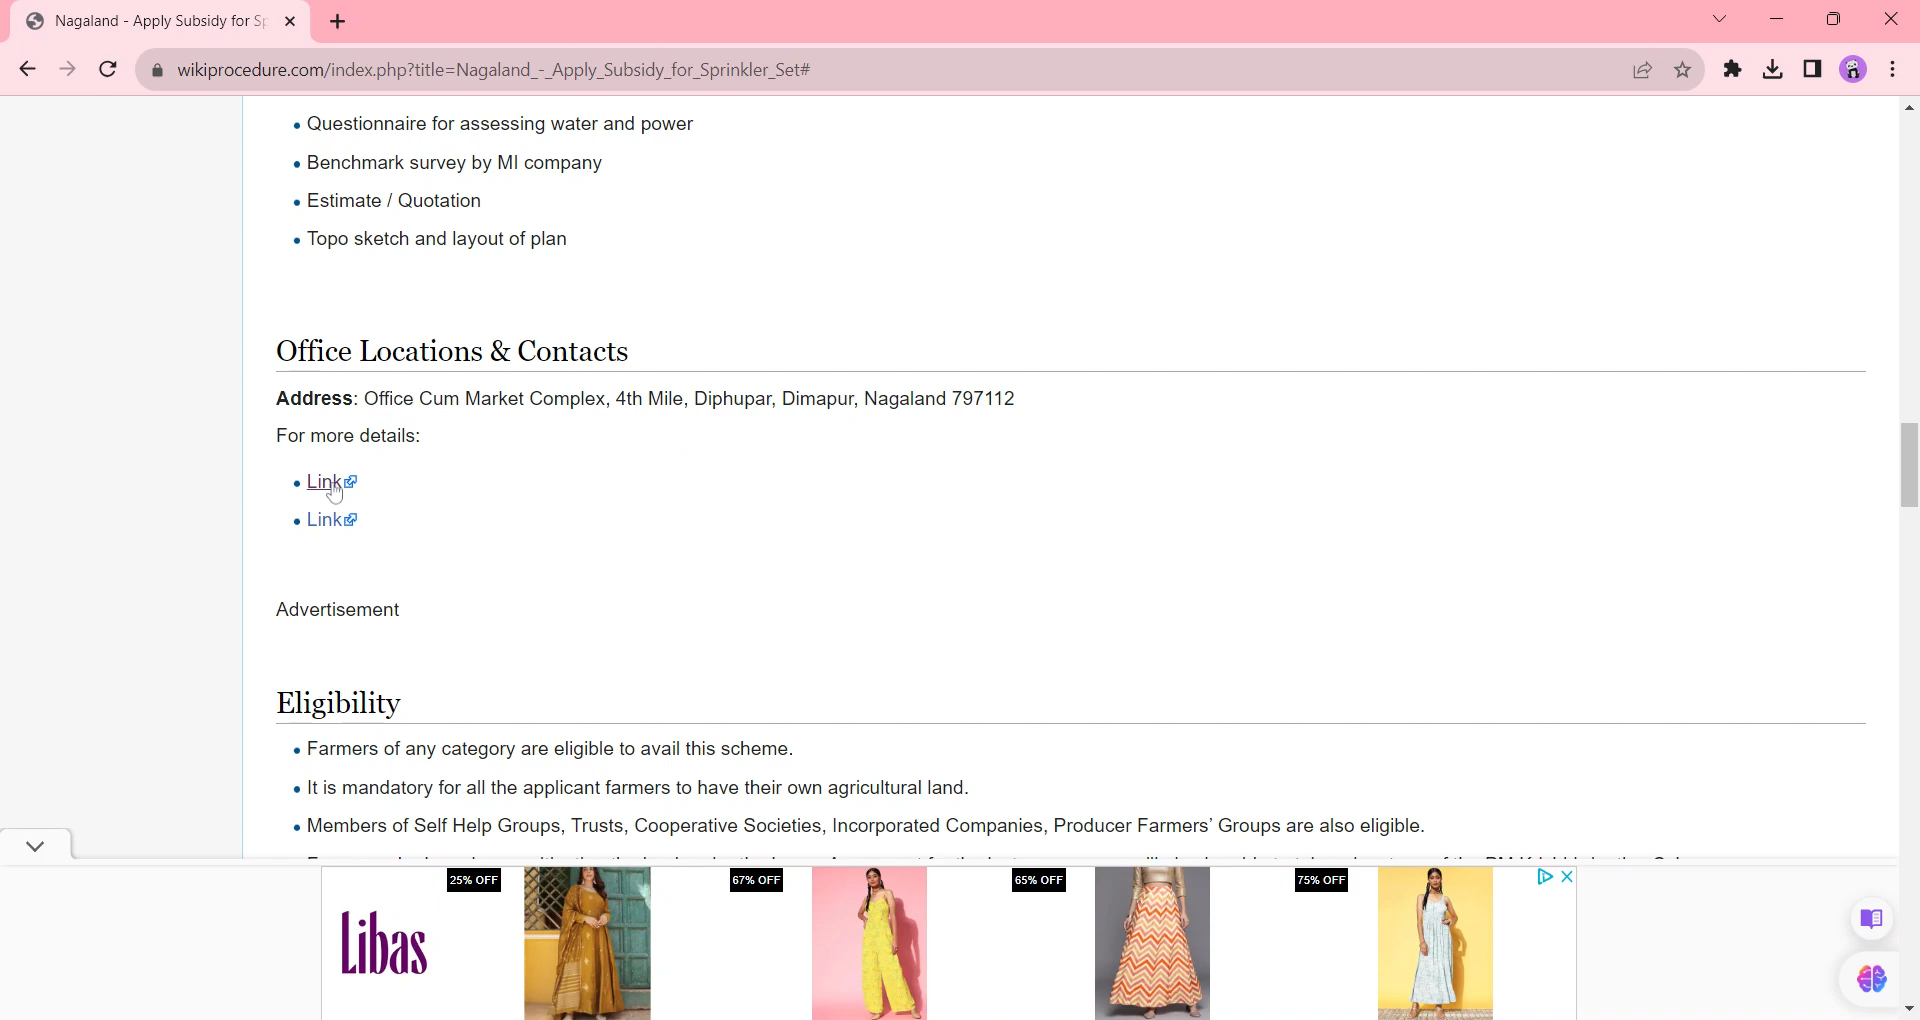 Nagaland - Apply Subsidy for Sp
wikiprocedure.com/index.php?title=Nagaland_-_Apply_Subsidy_for_Sprinkler_Set#
Questionnaire for assessing water and power
Benchmark survey by MI company
Estimate / Quotation
Topo sketch and layout of plan
Office Locations & Contacts
Address: Office Cum Market Complex, 4th Mile, Diphupar, Dimapur, Nagaland 797112
For more details:
Link
Link
Advertisement
Eligibility
Farmers of any category are eligible to avail this scheme.
It is mandatory for all the applicant farmers to have their own agricultural land.
Members of Self Help Groups, Trusts, Cooperative Societies, Incorporated Companies, Producer Farmers’ Groups are also eligible.
25% OFF
67% OFF
65% OFF
75% OFF
libas